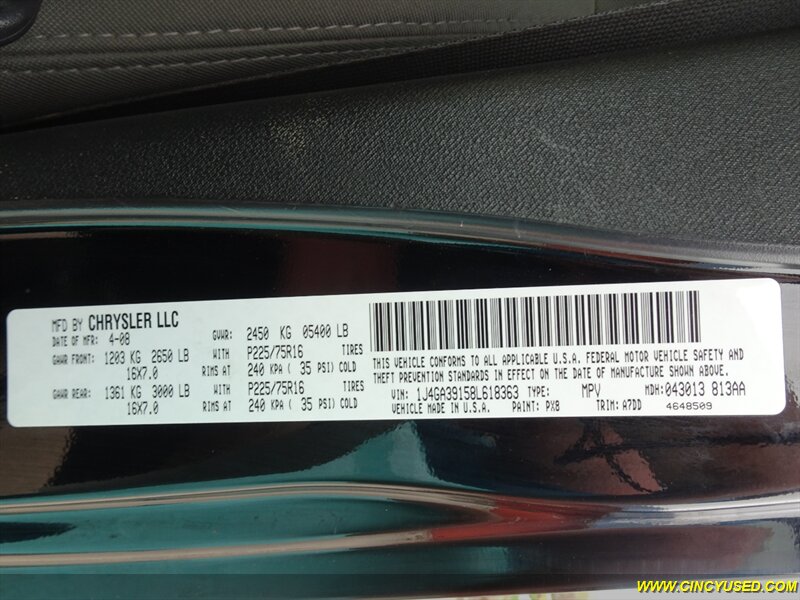 MFD BY CHRYSLER LLC
DATE OF MFR: 4-08 GVWR: 2450 KG 05400 LB
GAWR FRONT: 1203 KG 2650 LB WITH P225/75R16 TIRES
16X7.0 RIMS AT 240 KPA ( 35 PSI) COLD
GAWR REAR: 1361 KG 3000 LB WITH P225/75R16 TIRES
16X7.0 RIMS AT 240 KPA ( 35 PSI) COLD
THIS VEHICLE CONFORMS TO ALL APPLICABLE U.S.A. FEDERAL MOTOR VEHICLE SAFETY AND
THEFT PREVENTION STANDARDS IN EFFECT ON THE DATE OF MANUFACTURE SHOWN ABOVE.
VIN: 1J4GA39158L618363 TYPE: MPV MDH: 043013 813AA
VEHICLE MADE IN U.S.A. PAINT: PX8 TRIM: A7DD 4648509
WWW.CINCYUSED.COM